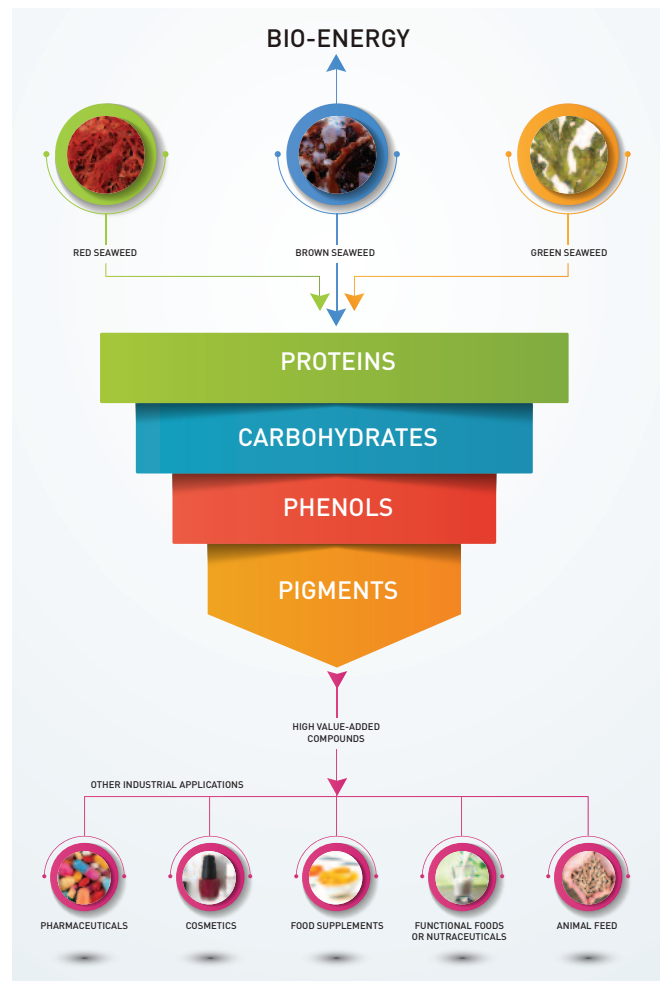 BIO-ENERGY
RED SEAWEED
BROWN SEAWEED
GREEN SEAWEED
PROTEINS
CARBOHYDRATES
PHENOLS
PIGMENTS
HIGH VALUE-ADDED
COMPOUNDS
OTHER INDUSTRIAL APPLICATIONS
PHARMACEUTICALS
COSMETICS
FOOD SUPPLEMENTS
FUNCTIONAL FOODS
OR NUTRACEUTICALS
ANIMAL FEED